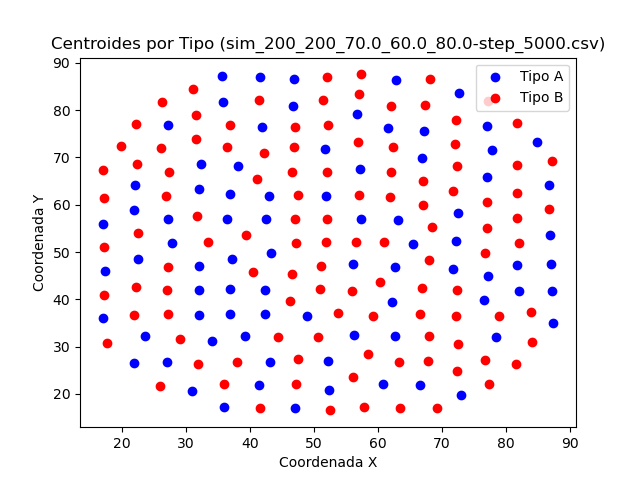 Centroides por Tipo (sim_200_200_70.0_60.0_80.0-step_5000.csv)
Tipo A
Tipo B
90
80
70
60
50
40
30
20
Coordenada Y
20 30 40 50 60 70 80 90
Coordenada X